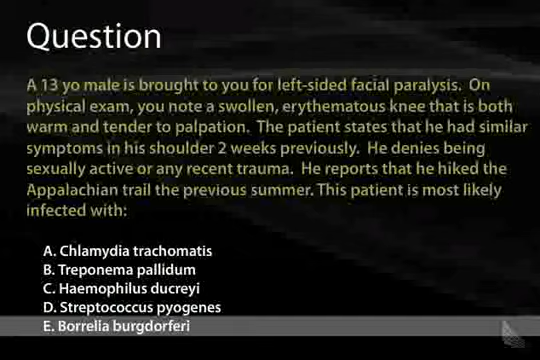 Question
A 13 yo male is brought to you for left-sided facial paralysis. On
physical exam, you note a swollen, erythematous knee that is both
warm and tender to palpation. The patient states that he had similar
symptoms in his shoulder 2 weeks previously. He denies being
sexually active or any recent trauma. He reports that he hiked the
Appalachian trail the previous summer. This patient is most likely
infected with:
A. Chlamydia trachomatis
B. Treponema pallidum
C. Haemophilus ducreyi
D. Streptococcus pyogenes
E. Borrelia burgdorferi